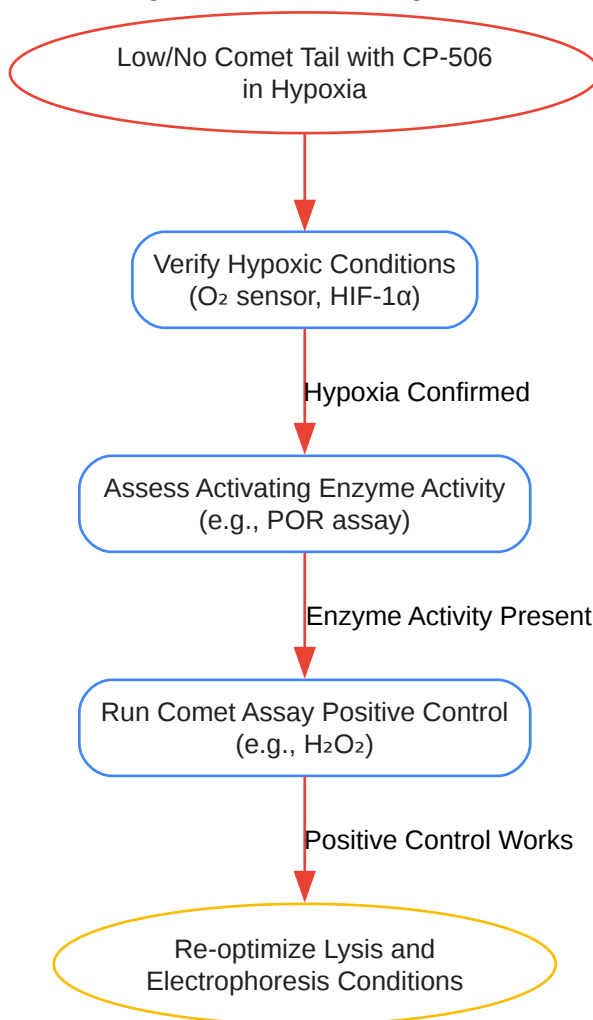 Low/No Comet Tail with CP-506
in Hypoxia
Verify Hypoxic Conditions
(O₂ sensor, HIF-1α)
Hypoxia Confirmed
Assess Activating Enzyme Activity
(e.g., POR assay)
Enzyme Activity Present
Run Comet Assay Positive Control
(e.g., H₂O₂)
Positive Control Works
Re-optimize Lysis and
Electrophoresis Conditions